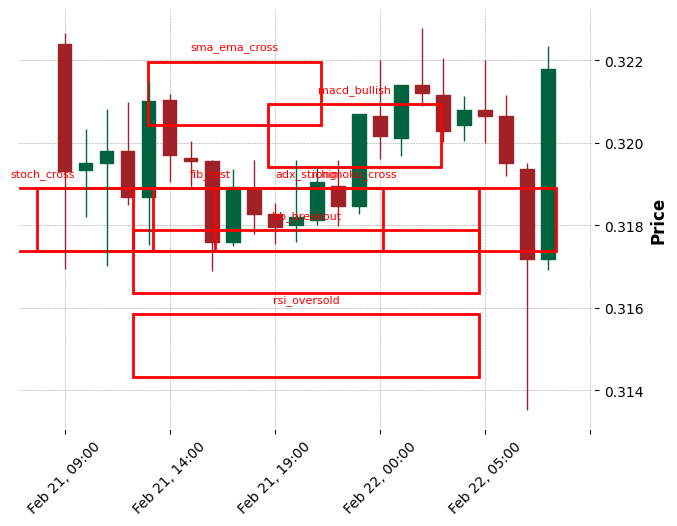 sma_ema_cross
macd_bullish
stoch_cross
adx_strong
bb_breakout
rsi_oversold
0.322
0.320
0.318
0.316
0.314
Price
Feb 21, 09:00
Feb 21, 14:00
Feb 21, 19:00
Feb 22, 00:00
Feb 22, 05:00